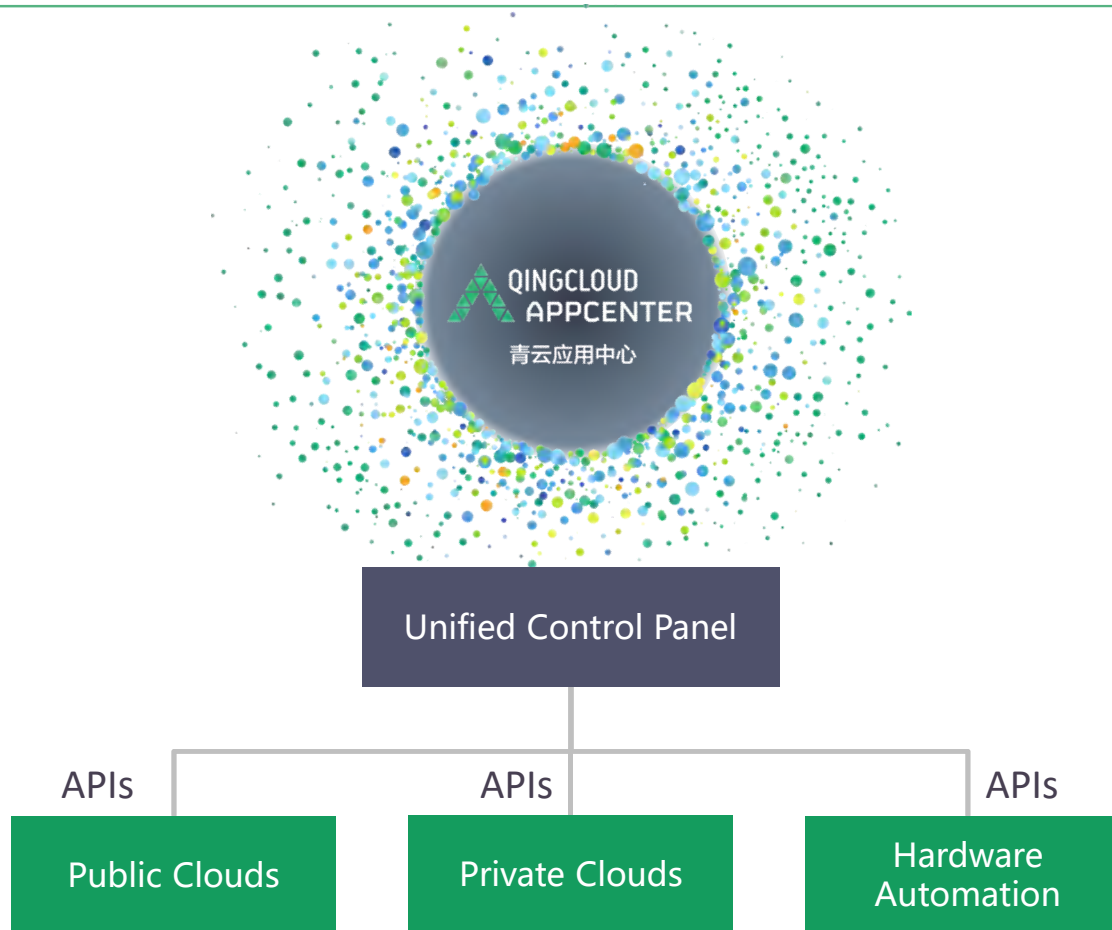 QINGCLOUD
APPCENTER
青云应用中心
Unified Control Panel
APIs
APIs
APIs
Public Clouds
Private Clouds
Hardware
Automation